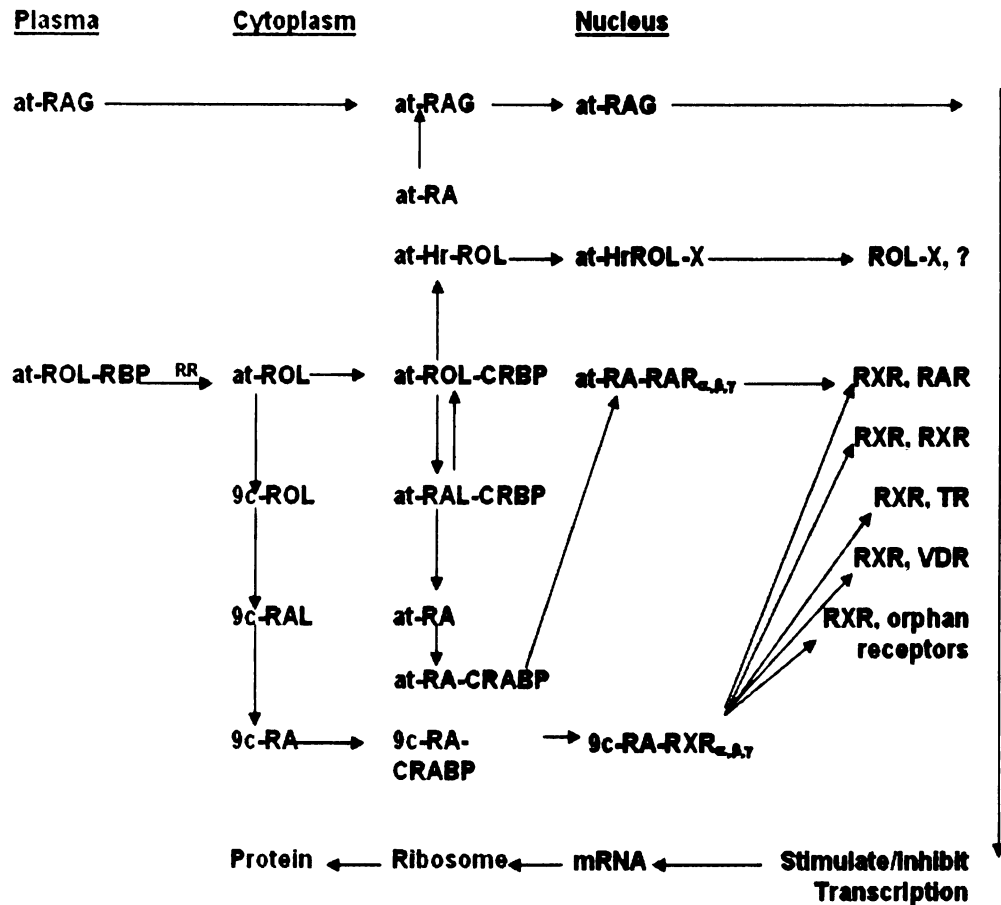 Plasma Cytoplasm Nucleus
at-RAG at-RAG at-RAG
at-RA
at-Hr-ROL at-HrROL-X ROL-X, ?
at-ROL-RBP RR at-ROL at-ROL-CRBP at-RA-RARα,β,γ RXR, RAR
RXR, RXR
9c-ROL at-RAL-CRBP RXR, TR
RXR, VDR
9c-RAL at-RA RXR, orphan
receptors
at-RA-CRABP
9c-RA 9c-RA- 9c-RA-RXRα,β,γ
CRABP
Protein Ribosome mRNA Stimulate/Inhibit
Transcription